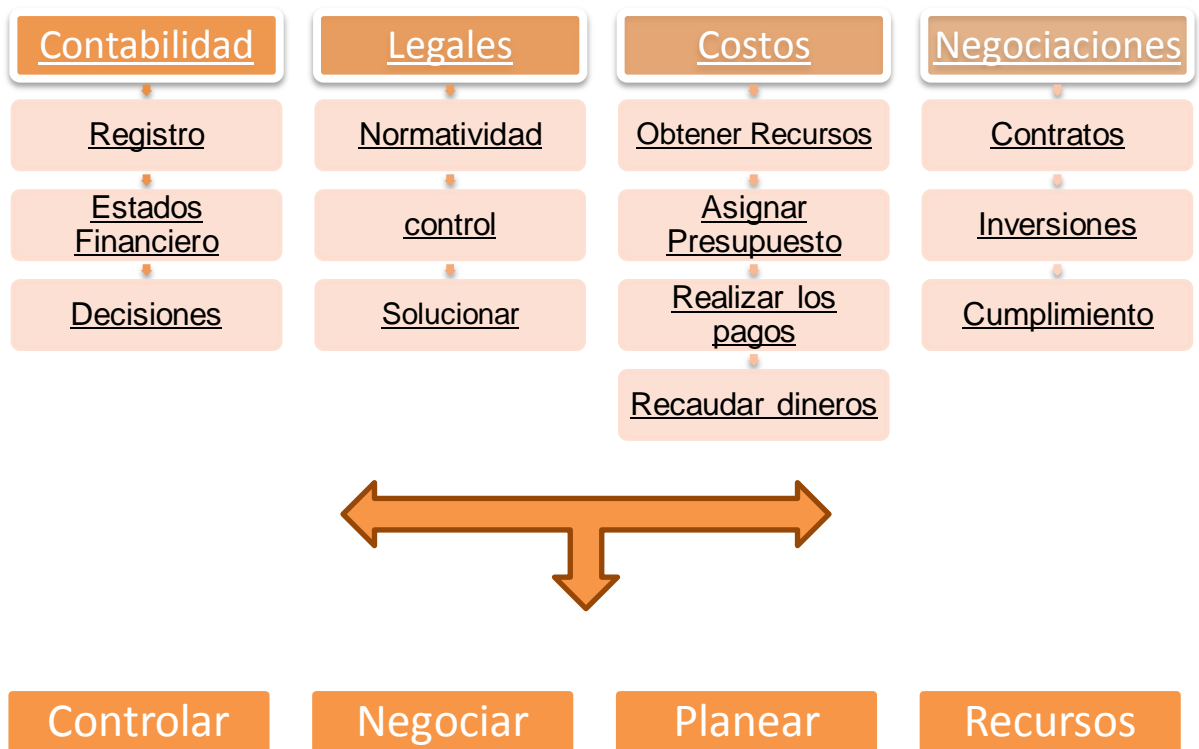 Contabilidad
Registro
Estados
Financiero
Decisiones
Legales
Normatividad
control
Solucionar
Costos
Obtener Recursos
Asignar
Presupuesto
Realizar los
pagos
Recaudar dineros
Negociaciones
Contratos
Inversiones
Cumplimiento
Controlar
Negociar
Planear
Recursos